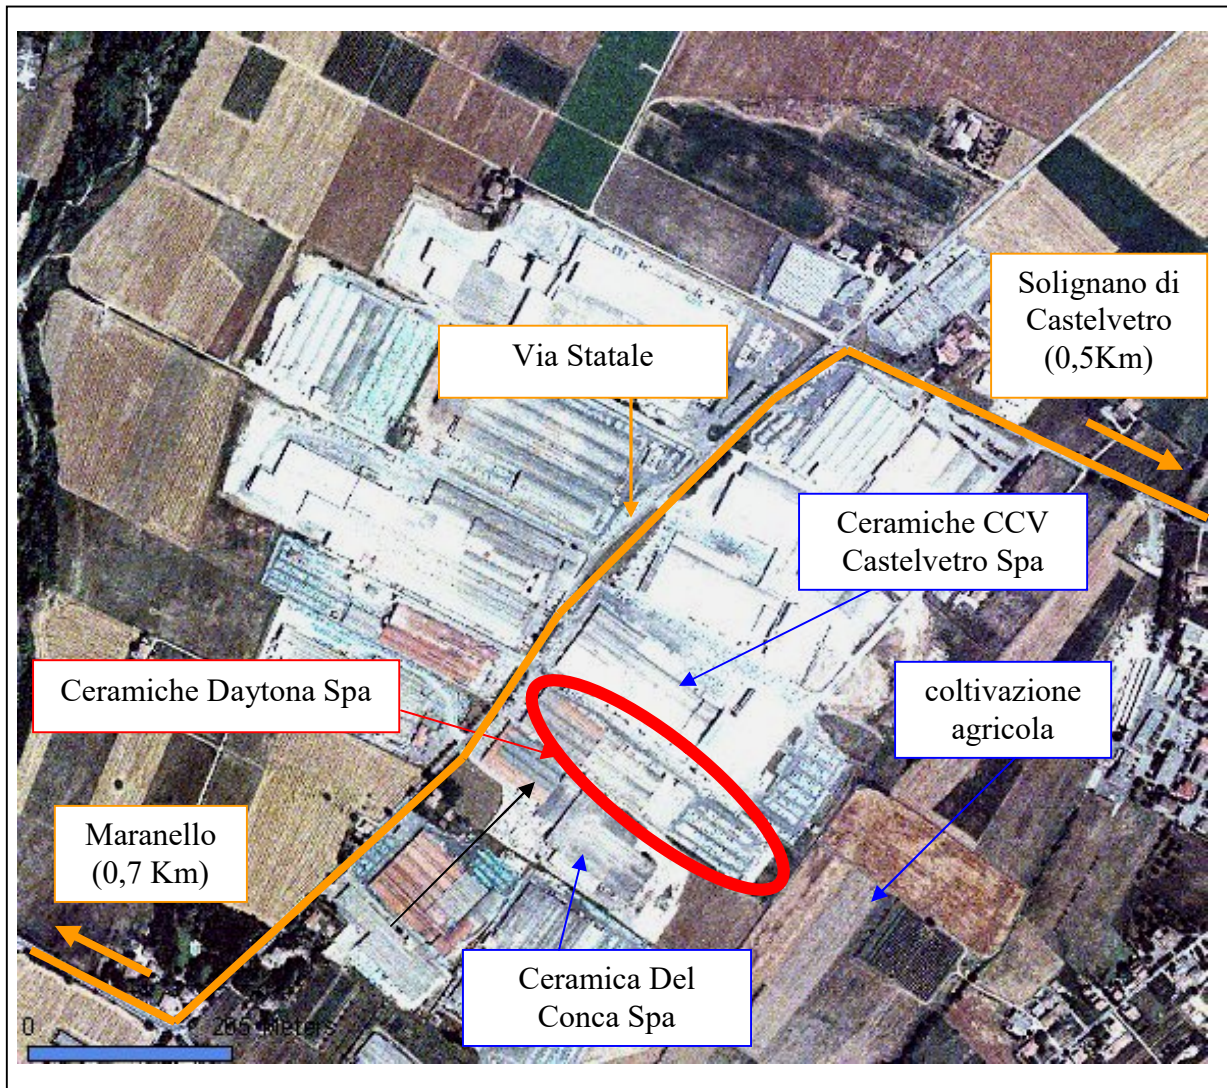 Solignano di
Castelvetro
(0,5Km)
Via Statale
Ceramiche CCV
Castelvetro Spa
Ceramiche Daytona Spa
coltivazione
agricola
Maranello
(0,7 Km)
Ceramica Del
Conca Spa
0 265 Meters